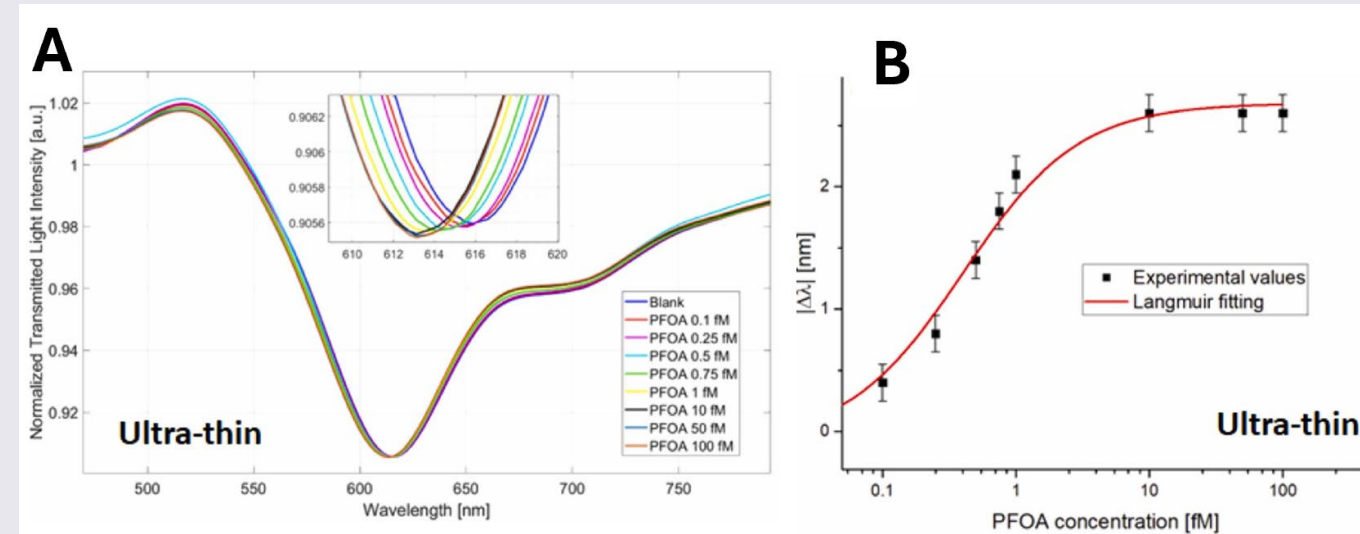 A
Normalized Transmitted Light Intensity [a.u.]
1.02
1
0.98
0.96
0.94
0.92
500
550
600
650
700
750
Wavelength [nm]
0.9062
0.906
0.9058
0.9056
610
612
614
616
618
620
Blank
PFOA 0.1 fM
PFOA 0.25 fM
PFOA 0.5 fM
PFOA 0.75 fM
PFOA 1 fM
PFOA 10 fM
PFOA 50 fM
PFOA 100 fM
Ultra-thin
B
|Δλ| [nm]
2
1
0
0.1
1
10
100
PFOA concentration [fM]
Experimental values
Langmuir fitting
Ultra-thin